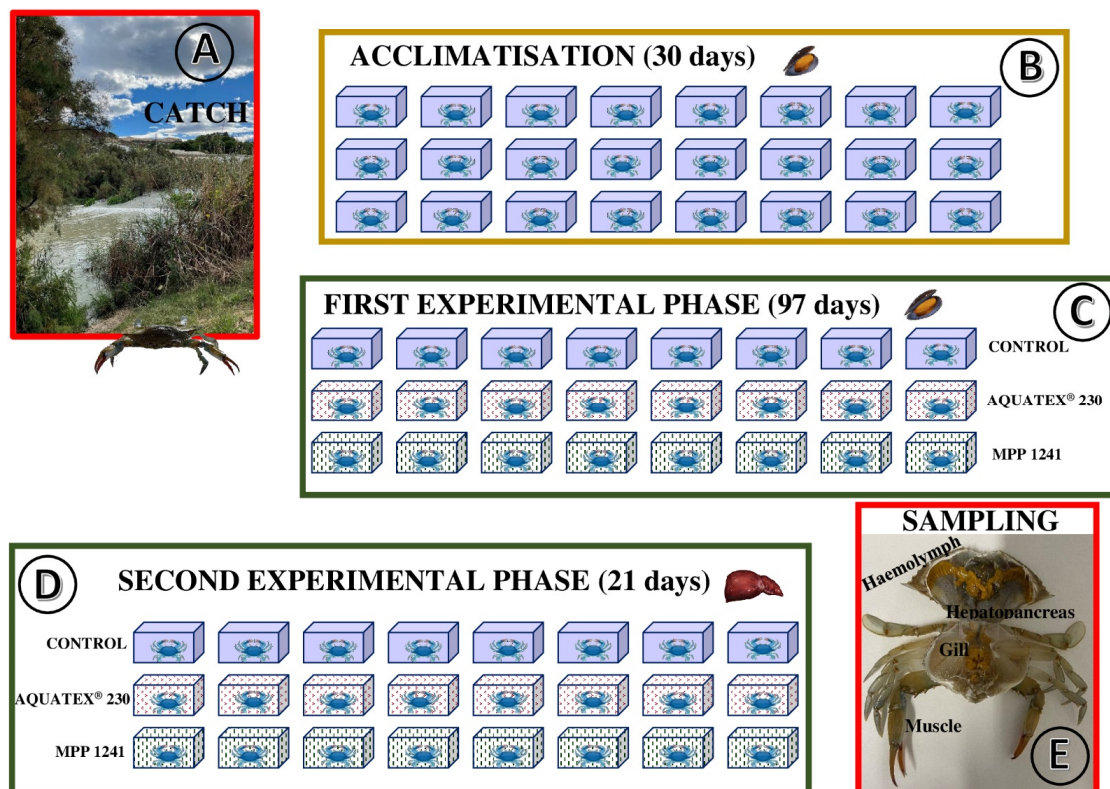 A
CATCH
ACCLIMATISATION (30 days)
B
FIRST EXPERIMENTAL PHASE (97 days)
C
CONTROL
AQUATEX® 230
MPP 1241
D
SECOND EXPERIMENTAL PHASE (21 days)
CONTROL
AQUATEX® 230
MPP 1241
SAMPLING
Haemolymph
Hepatopancreas
Gill
Muscle
E